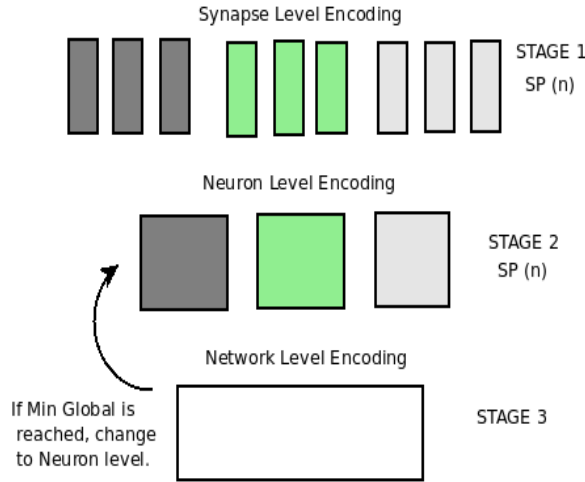 Synapse Level Encoding
STAGE 1
SP (n)
Neuron Level Encoding
STAGE 2
SP (n)
Network Level Encoding
If Min Global is
reached, change
to Neuron level.
STAGE 3